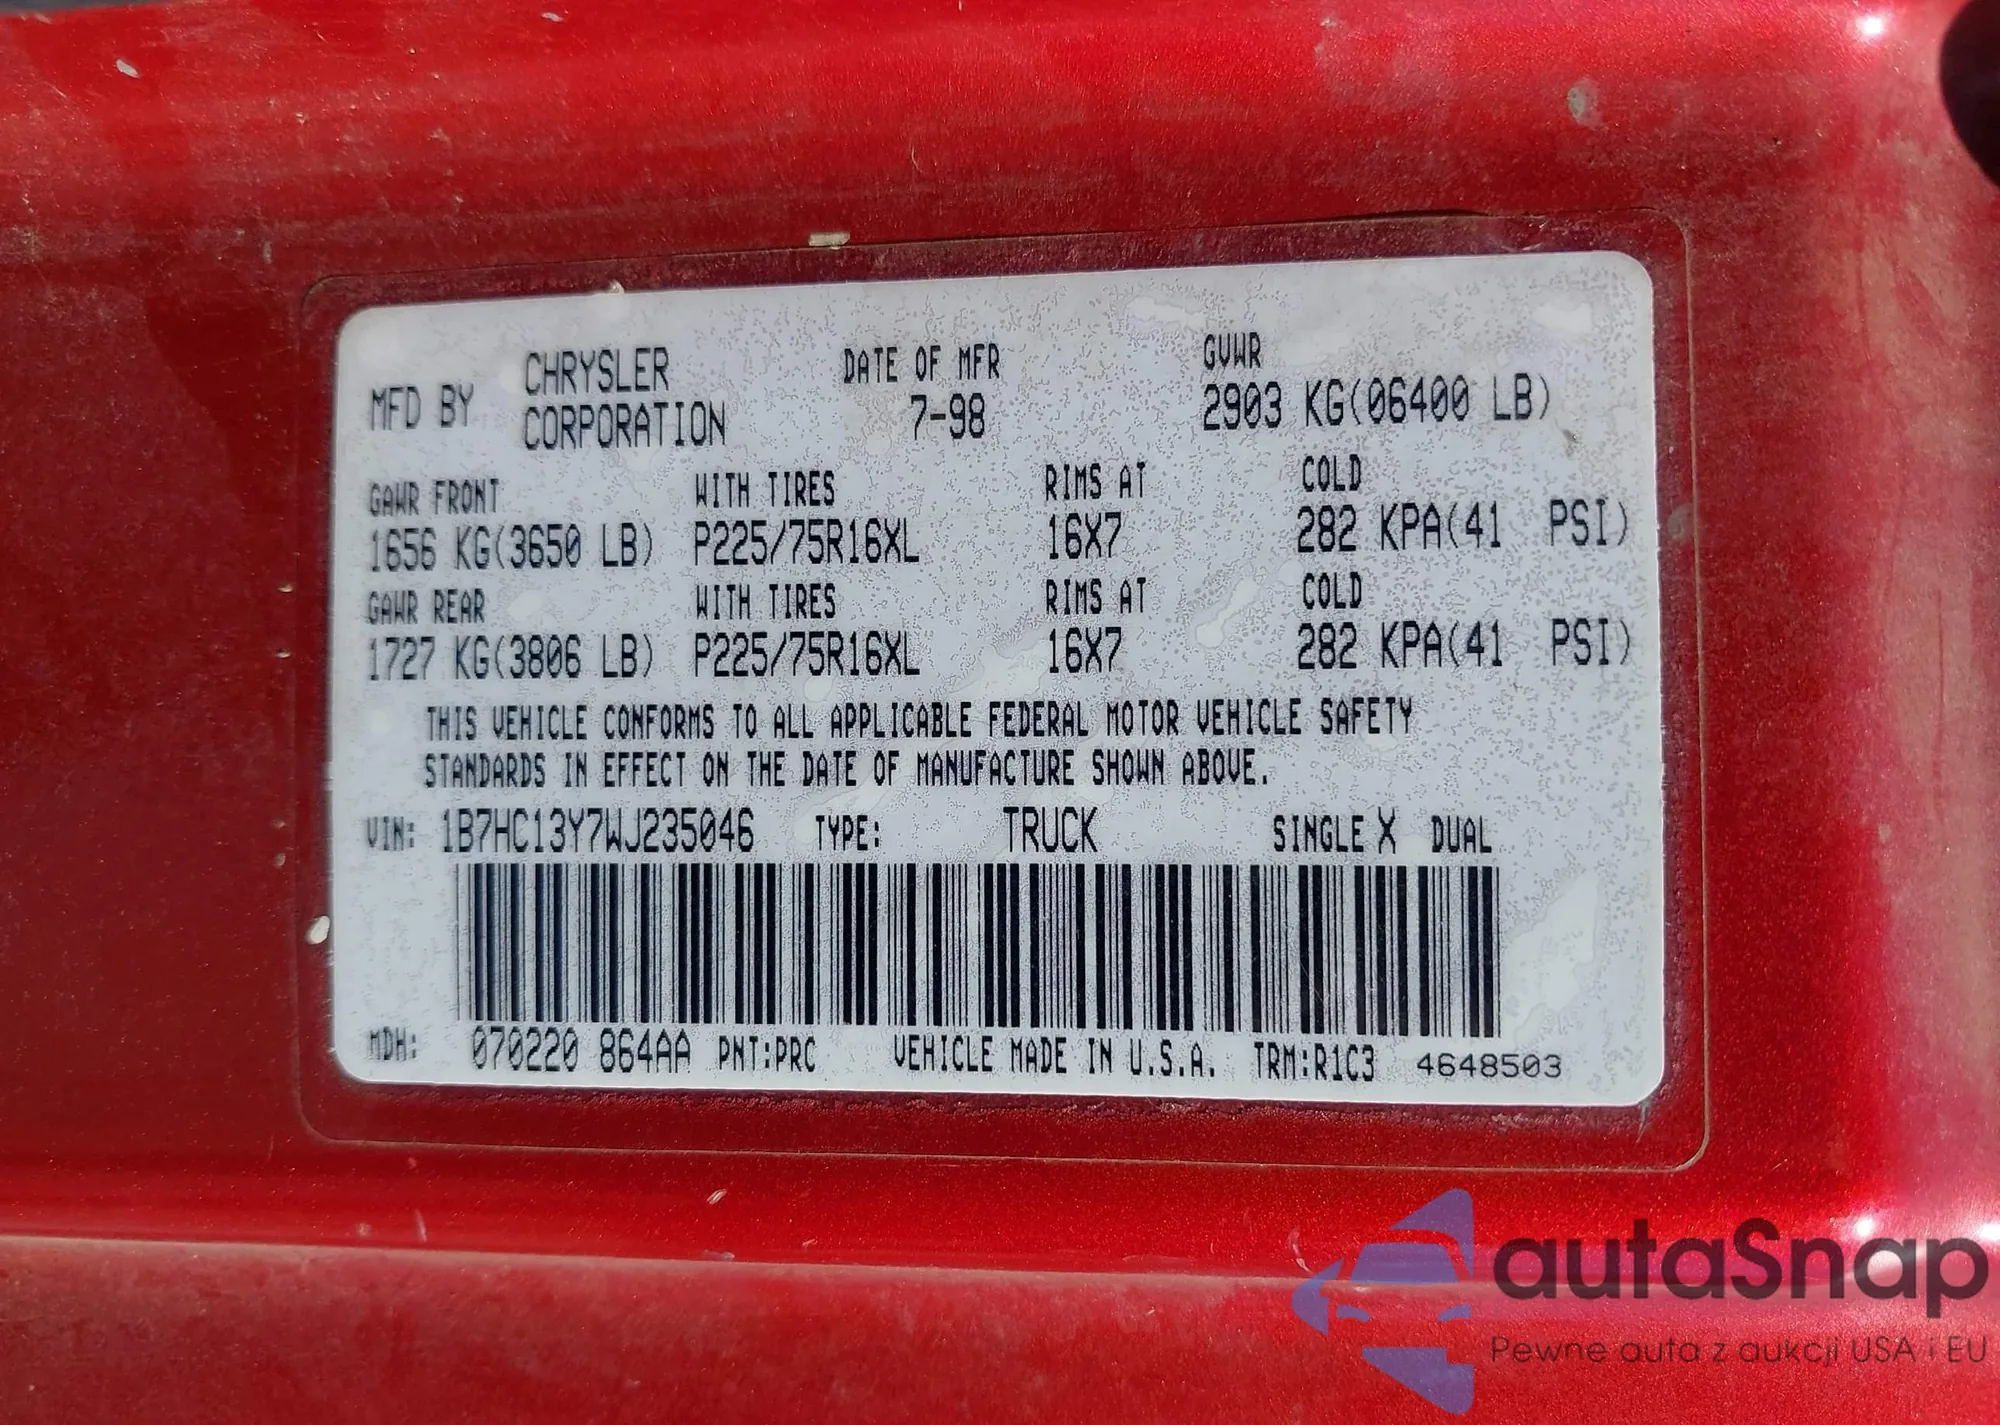 MFD BY CHRYSLER CORPORATION DATE OF MFR 7-98 GVWR 2903 KG(06400 LB)
GAWR FRONT WITH TIRES RIMS AT COLD
1656 KG(3650 LB) P225/75R16XL 16X7 282 KPA(41 PSI)
GAWR REAR WITH TIRES RIMS AT COLD
1727 KG(3806 LB) P225/75R16XL 16X7 282 KPA(41 PSI)
THIS VEHICLE CONFORMS TO ALL APPLICABLE FEDERAL MOTOR VEHICLE SAFETY
STANDARDS IN EFFECT ON THE DATE OF MANUFACTURE SHOWN ABOVE.
VIN: 1B7HC13Y7WJ235046 TYPE: TRUCK SINGLE X DUAL
MDH: 070220 864AA PNT:PRC VEHICLE MADE IN U.S.A. TRM:R1C3 4648503
autaSnap
Pewne auta z aukcji USA i EU